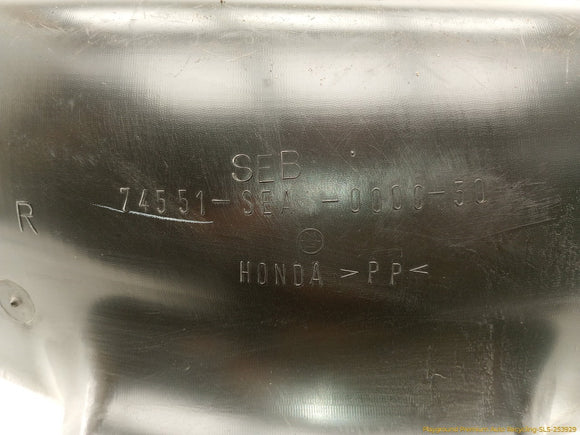 SEB
74551-SEA -0000-50
R
HONDA >PP<